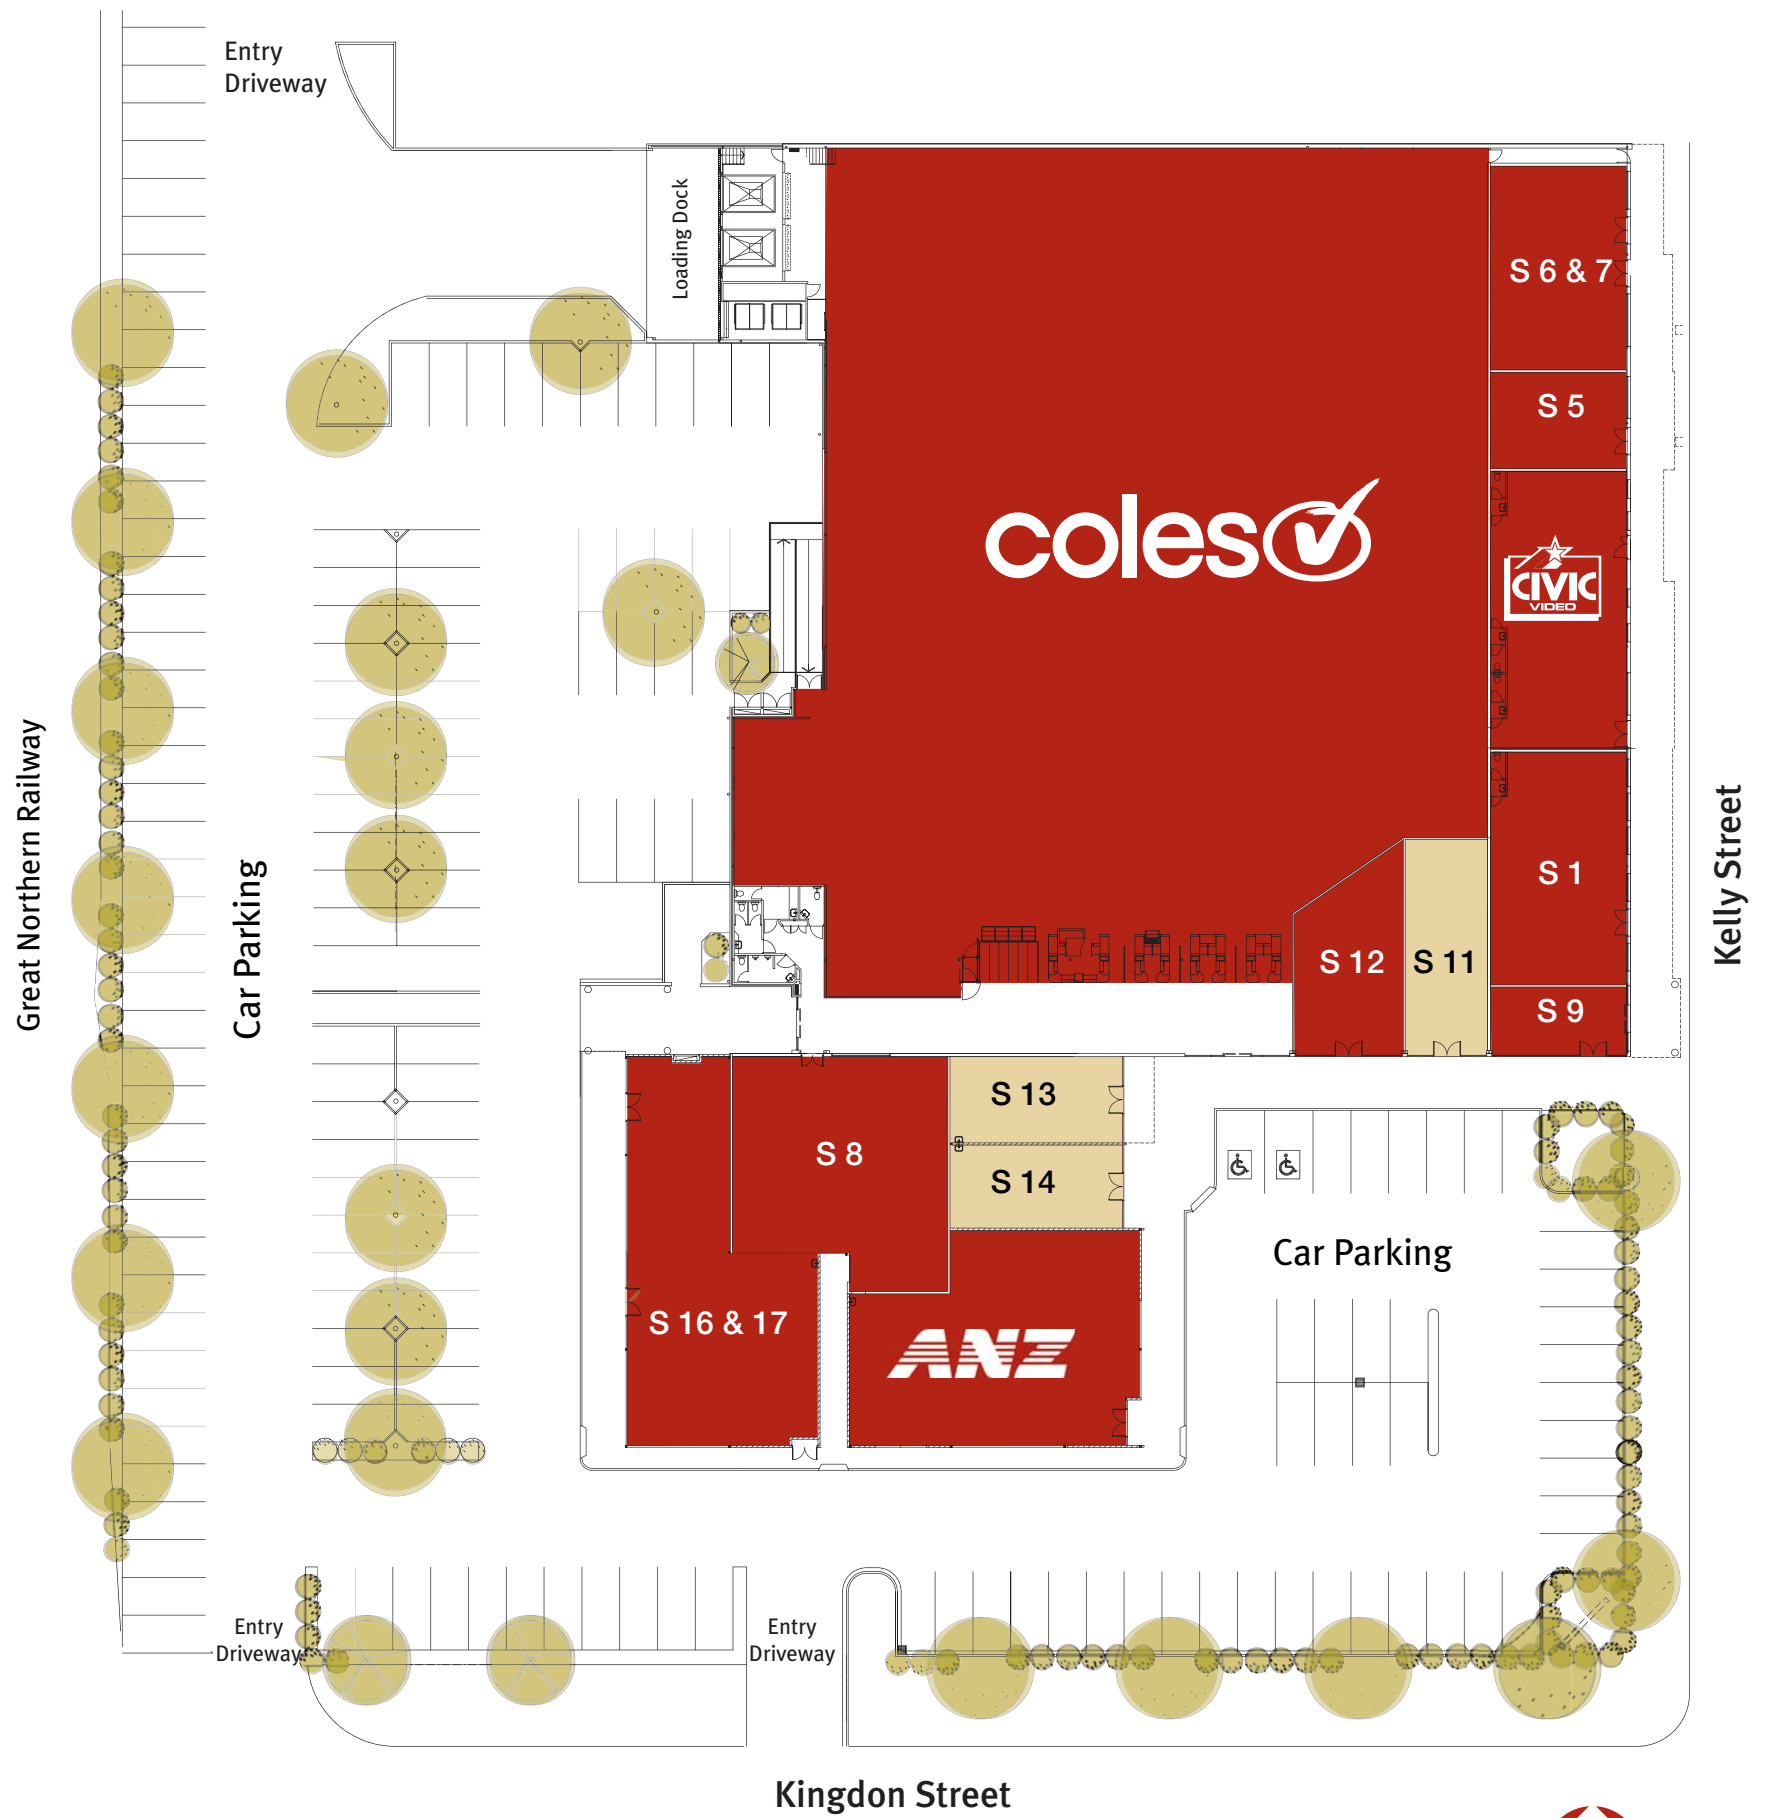 Entry
Driveway
Loading Dock
S 6 & 7
S 5
coles
CIVIC
VIDEO
Great Northern Railway
Car Parking
Kelly Street
S 1
S 12
S 11
S 9
S 13
S 8
S 14
Car Parking
S 16 & 17
ANZ
Entry
Driveway
Entry
Driveway
Kingdon Street